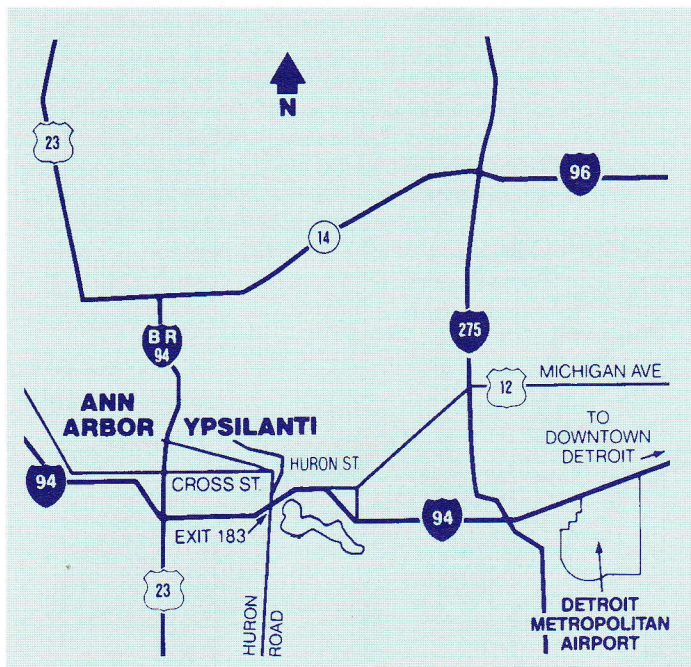 N
23
96
14
BR
94
275
12
MICHIGAN AVE
ANN
ARBOR
YPSILANTI
TO
DOWNTOWN
DETROIT
HURON ST.
94
CROSS ST.
94
EXIT 183
23
HURON
ROAD
DETROIT
METROPOLITAN
AIRPORT